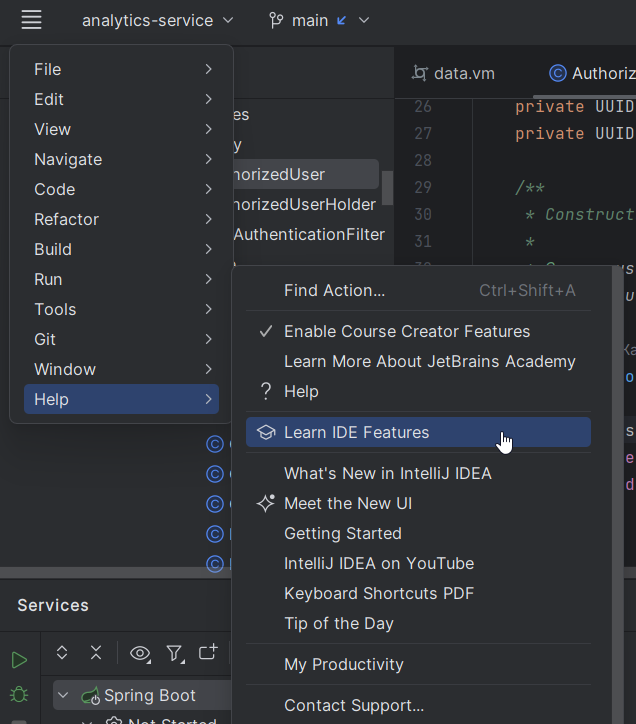 analytics-service
main
data.vm
Authoriz
File
Edit
View
Navigate
Code
Refactor
Build
Run
Tools
Git
Window
Help
es
y
horizedUser
horizedUserHolder
AuthenticationFilter
26 private UUID
27 private UUID
28
29 /**
30 * Construct
31 *
Find Action... Ctrl+Shift+A
Enable Course Creator Features
Learn More About JetBrains Academy
? Help
Learn IDE Features
What's New in IntelliJ IDEA
Meet the New UI
Getting Started
IntelliJ IDEA on YouTube
Keyboard Shortcuts PDF
Tip of the Day
My Productivity
Contact Support...
Services
Spring Boot
Not Started